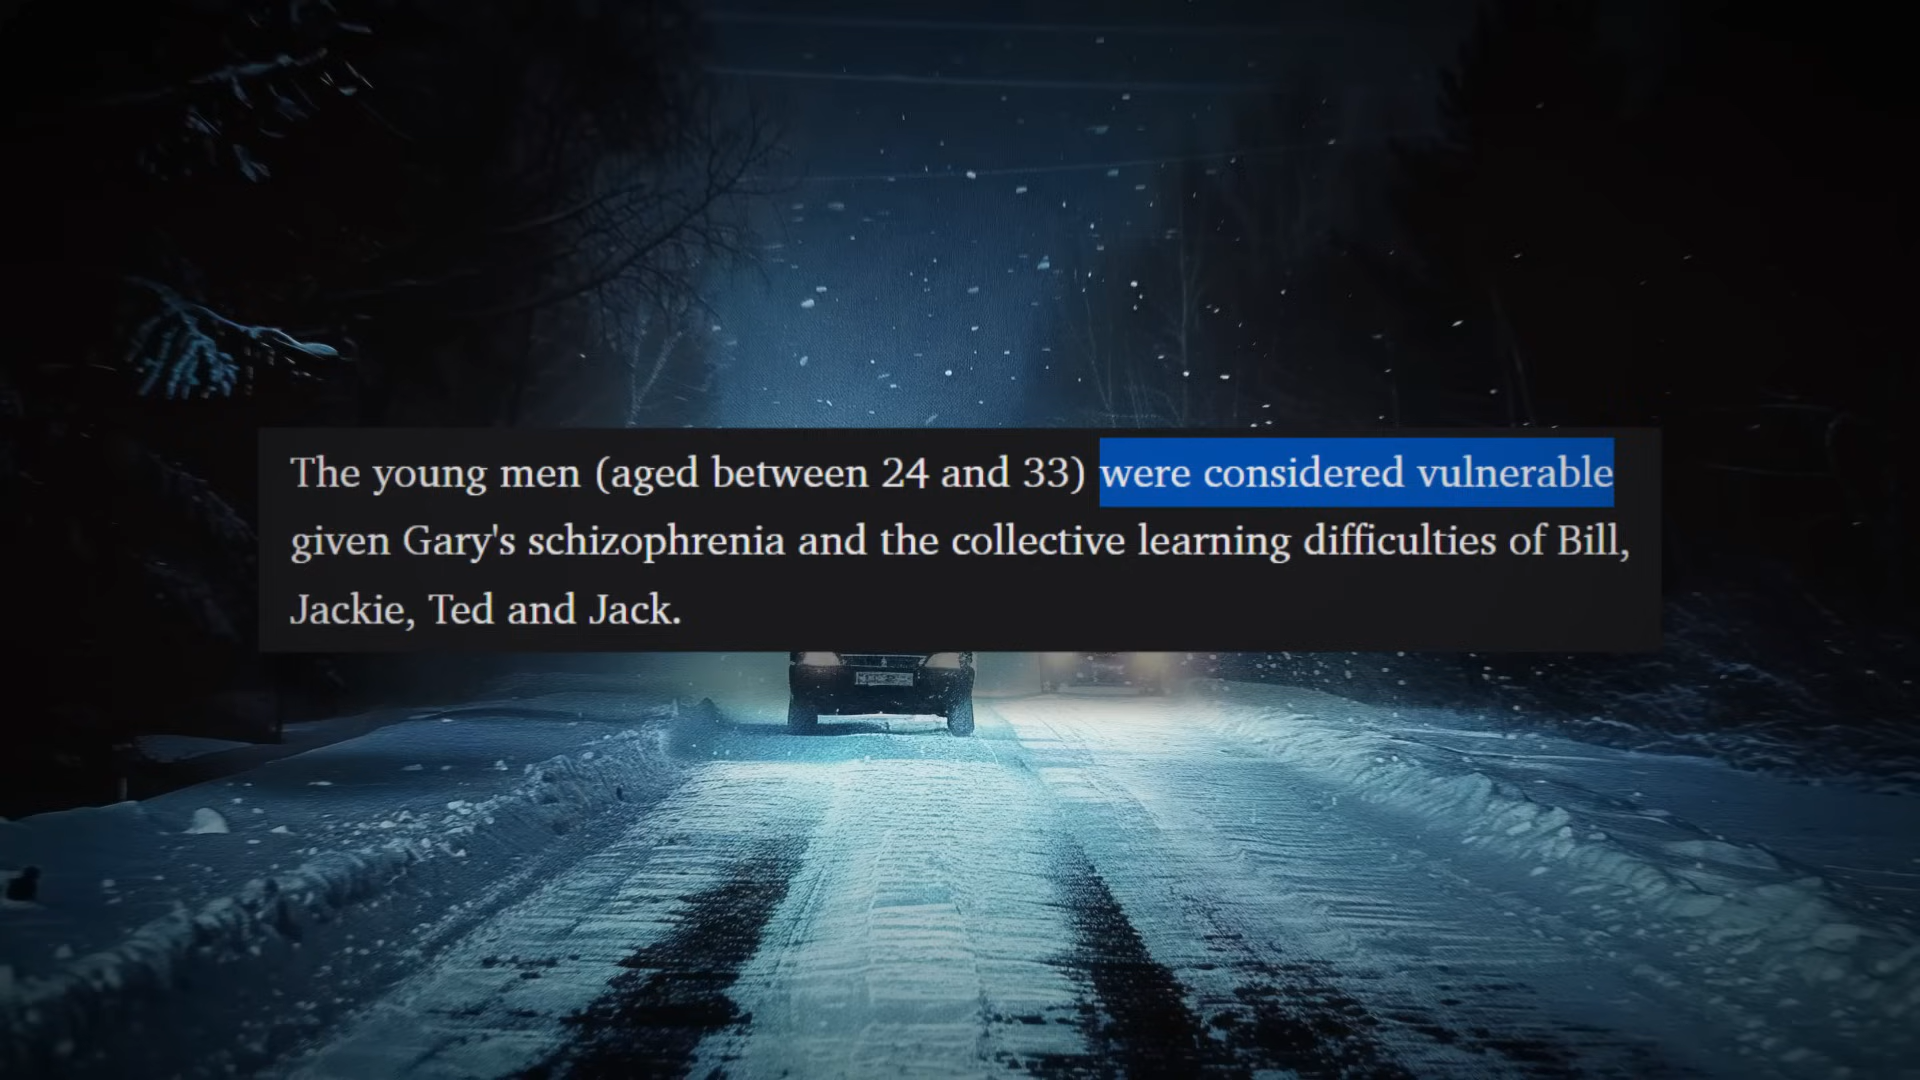 The young men (aged between 24 and 33) were considered vulnerable
given Gary's schizophrenia and the collective learning difficulties of Bill,
Jackie, Ted and Jack.